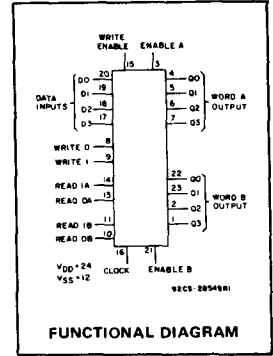 WRITE
ENABLE ENABLE A
15 3
DATA
INPUTS
D0 20
D1 19
D2 18
D3 17
4 Q0
5 Q1
6 Q2
7 Q3
WORD A
OUTPUT
WRITE 0 8
WRITE 1 9
READ 1A 14
READ 0A 13
READ 1B 11
READ 0B 10
22 Q0
23 Q1
2 Q2
1 Q3
WORD B
OUTPUT
VDD = 24
VSS = 12
16 21
CLOCK ENABLE B
92CS-28549R1
FUNCTIONAL DIAGRAM